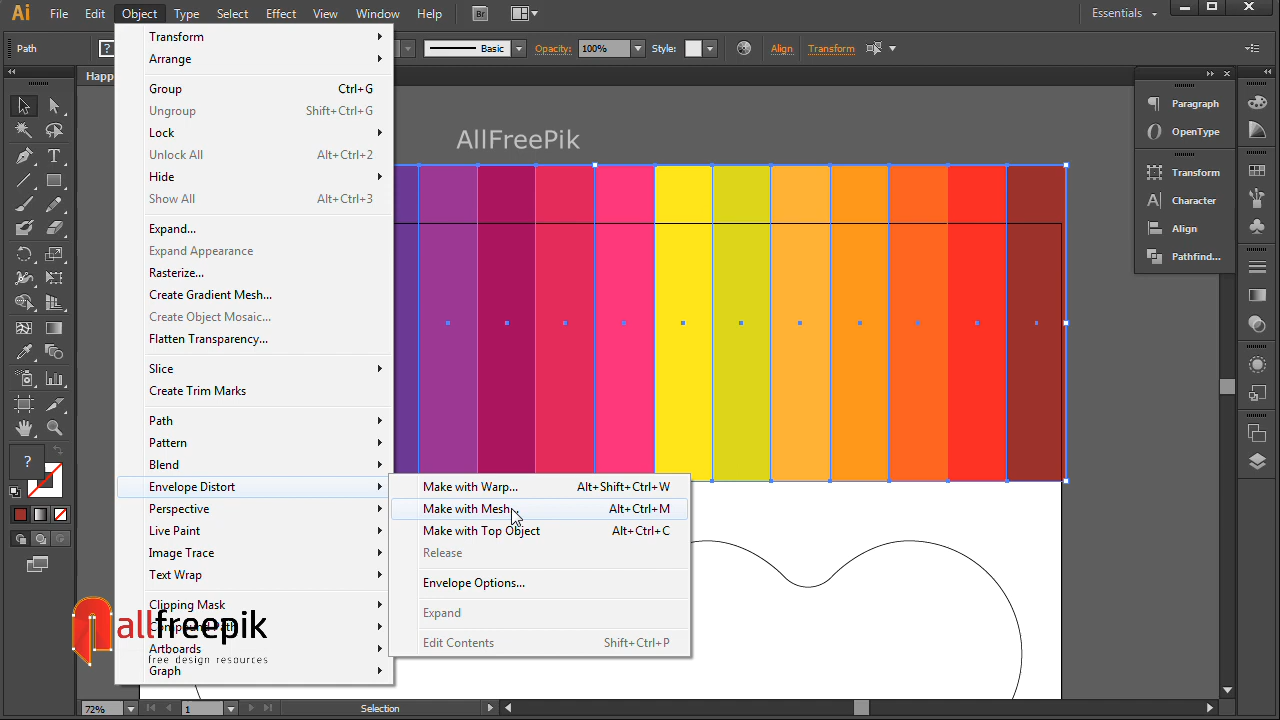 Ai File Edit Object Type Select Effect View Window Help Br Essentials
Path ? Basic Opacity: 100% Style: Align Transform
Happ
AllFreePik
Transform
Arrange
Group Ctrl+G
Ungroup Shift+Ctrl+G
Lock
Unlock All Alt+Ctrl+2
Hide
Show All Alt+Ctrl+3
Expand...
Expand Appearance
Rasterize...
Create Gradient Mesh...
Create Object Mosaic...
Flatten Transparency...
Slice
Create Trim Marks
Path
Pattern
Blend
Envelope Distort
Perspective
Live Paint
Image Trace
Text Wrap
Clipping Mask
Compound Path
Artboards
Graph
Make with Warp... Alt+Shift+Ctrl+W
Make with Mesh... Alt+Ctrl+M
Make with Top Object Alt+Ctrl+C
Release
Envelope Options...
Expand
Edit Contents Shift+Ctrl+P
Paragraph
OpenType
Transform
Character
Align
Pathfind...
?
allfreepik
free design resources
72% 1 Selection